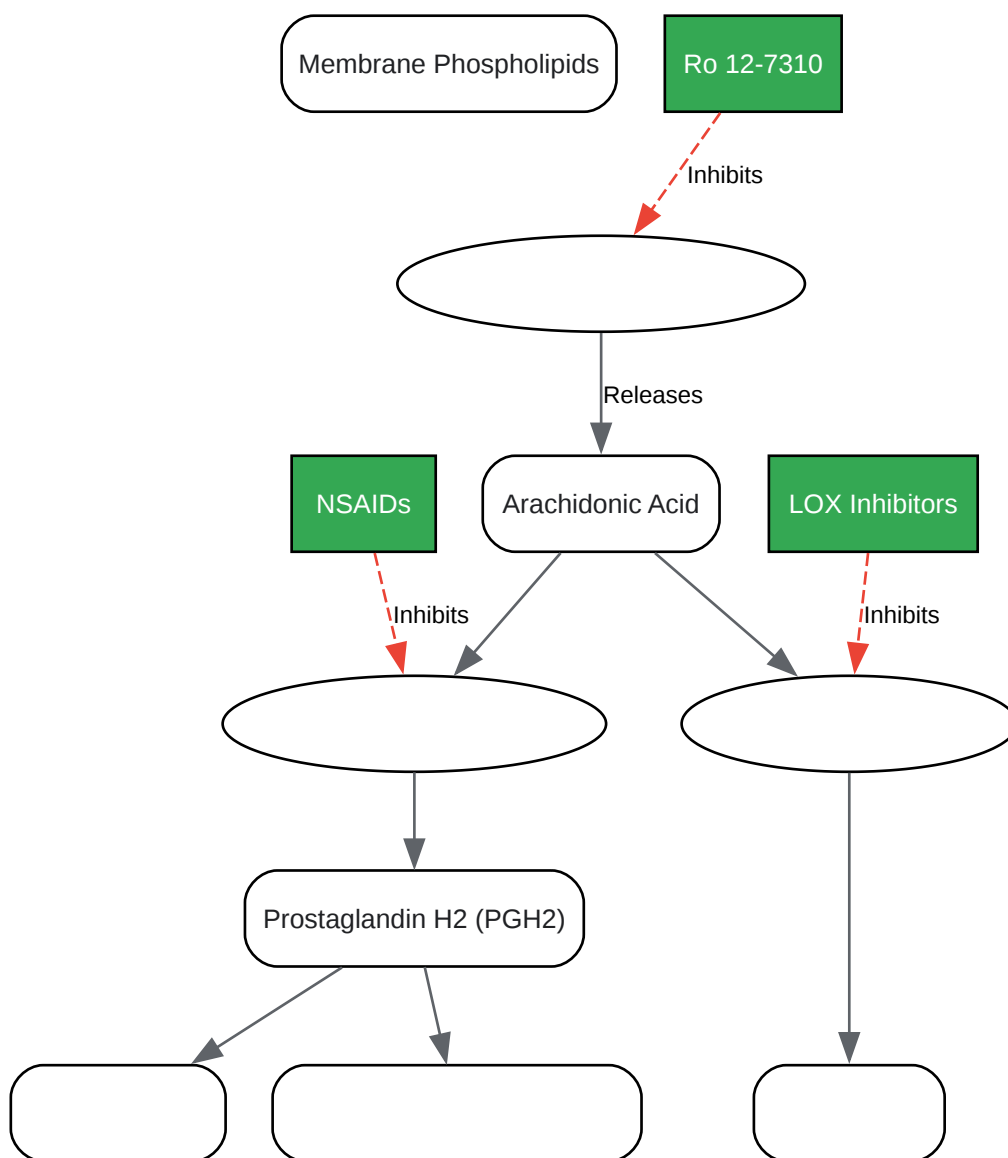 Membrane Phospholipids
Ro 12-7310
Inhibits
Releases
NSAIDs
Arachidonic Acid
LOX Inhibitors
Inhibits
Inhibits
Prostaglandin H2 (PGH2)